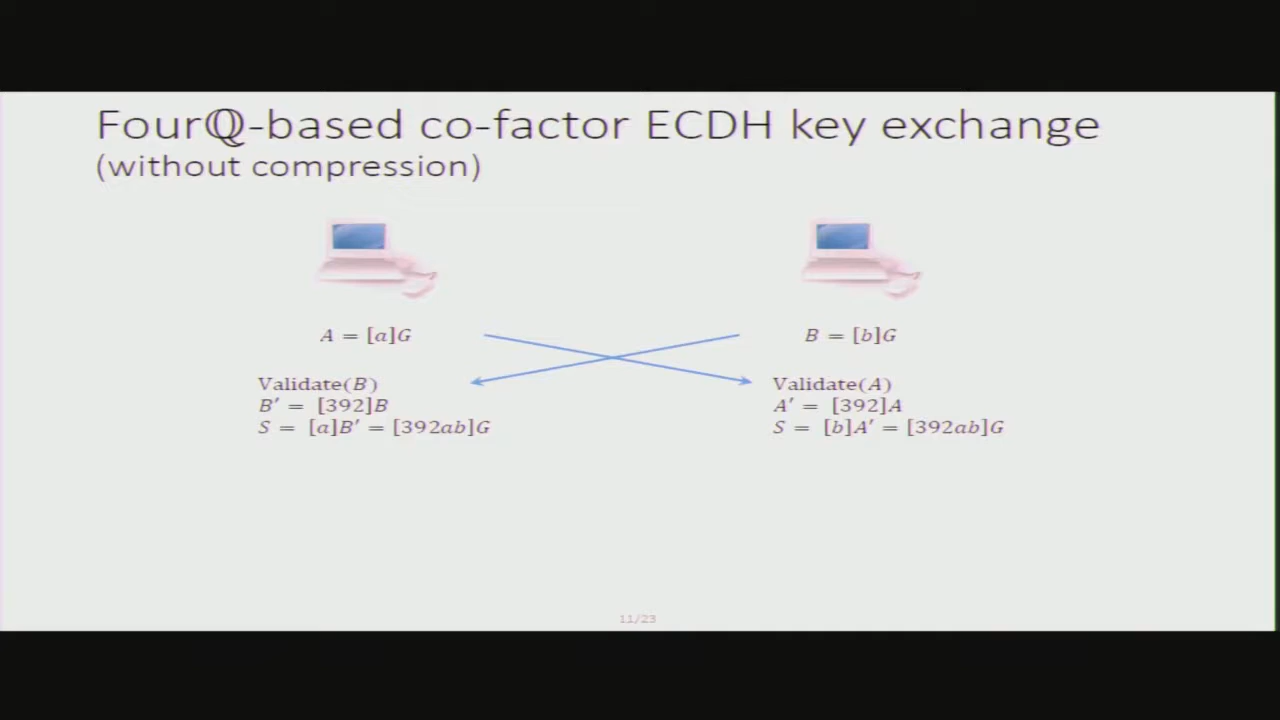 Fourℚ-based co-factor ECDH key exchange
(without compression)
A = [a]G
B = [b]G
Validate(B)
B′ = [392]B
S = [a]B′ = [392ab]G
Validate(A)
A′ = [392]A
S = [b]A′ = [392ab]G
11/23